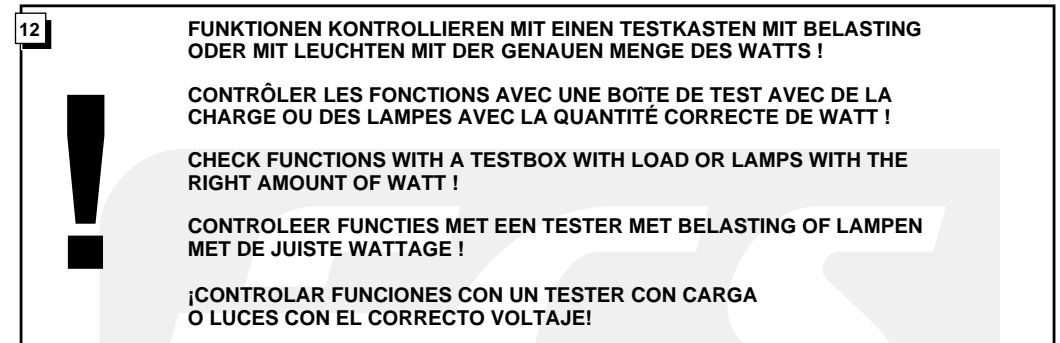 12
FUNKTIONEN KONTROLLIEREN MIT EINEN TESTKASTEN MIT BELASTING
ODER MIT LEUCHTEN MIT DER GENAUEN MENGE DES WATTS !
CONTRÔLER LES FONCTIONS AVEC UNE BOîTE DE TEST AVEC DE LA
CHARGE OU DES LAMPES AVEC LA QUANTITÉ CORRECTE DE WATT !
CHECK FUNCTIONS WITH A TESTBOX WITH LOAD OR LAMPS WITH THE
RIGHT AMOUNT OF WATT !
CONTROLEER FUNCTIES MET EEN TESTER MET BELASTING OF LAMPEN
MET DE JUISTE WATTAGE !
¡CONTROLAR FUNCIONES CON UN TESTER CON CARGA
O LUCES CON EL CORRECTO VOLTAJE!
!